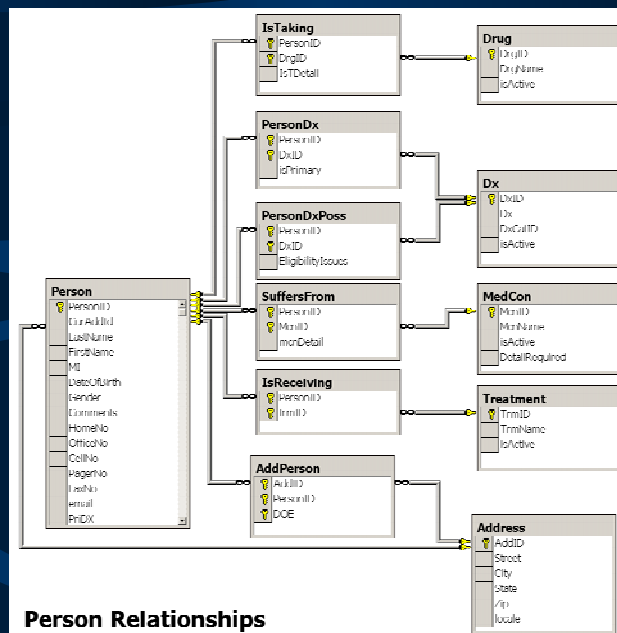 IsTaking
PersonID
DrgID
IsTDetail
Drug
DrgID
DrgName
isActive
PersonDx
PersonID
DxID
isPrimary
Dx
DxID
Dx
DxCatID
isActive
PersonDxPoss
PersonID
DxID
EligibilityIssues
Person
PersonID
CurAddId
LastName
FirstName
MI
DateOfBirth
Gender
Comments
HomeNo
OfficeNo
CellNo
PagerNo
FaxNo
email
PriDX
SuffersFrom
PersonID
McnID
mcnDetail
MedCon
McnID
McnName
isActive
DetailRequired
IsReceiving
PersonID
TrmID
Treatment
TrmID
TrmName
isActive
AddPerson
AddID
PersonID
DOE
Address
AddID
Street
City
State
Zip
locale
Person Relationships